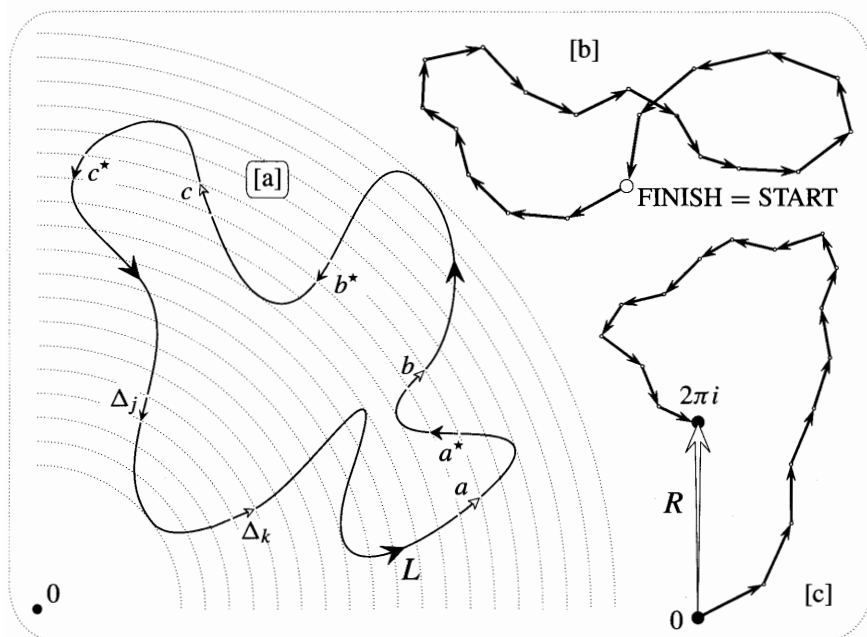 [a]
c*
c
b*
b
Δj
a*
a
Δk
L
0
[b]
FINISH = START
2πi
R
0
[c]